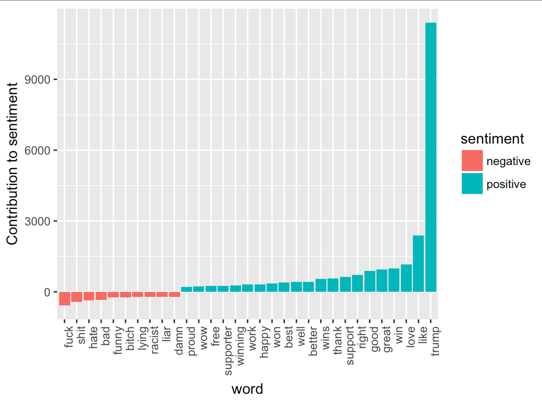 Contribution to sentiment
9000
6000
3000
0
fuck
shit
hate
bad
funny
bitch
lying
racist
liar
damn
proud
wow
free
supporter
winning
work
happy
won
best
well
better
wins
thank
support
right
good
great
win
love
like
trump
word
sentiment
negative
positive